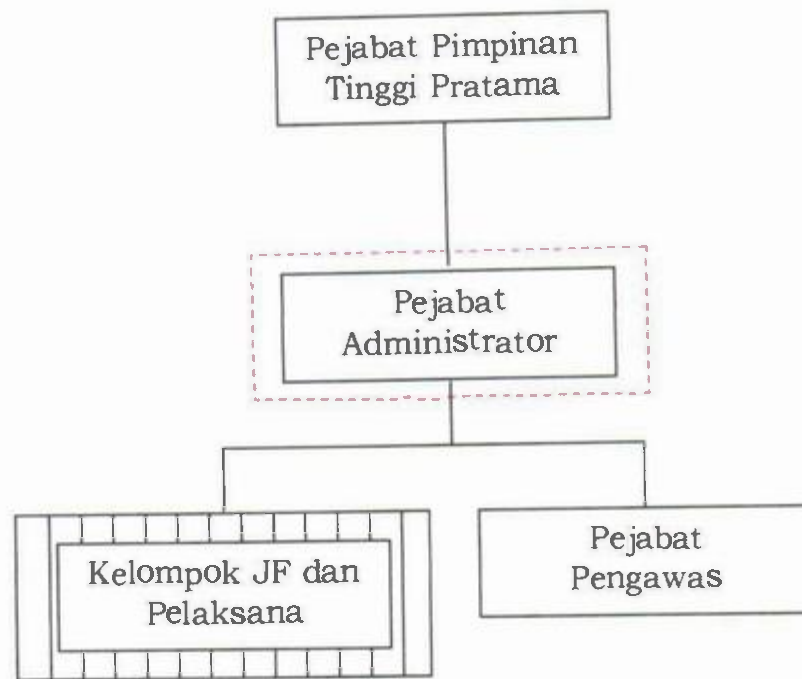 Pejabat Pimpinan
Tinggi Pratama
Pejabat
Administrator
Kelompok JF dan
Pelaksana
Pejabat
Pengawas